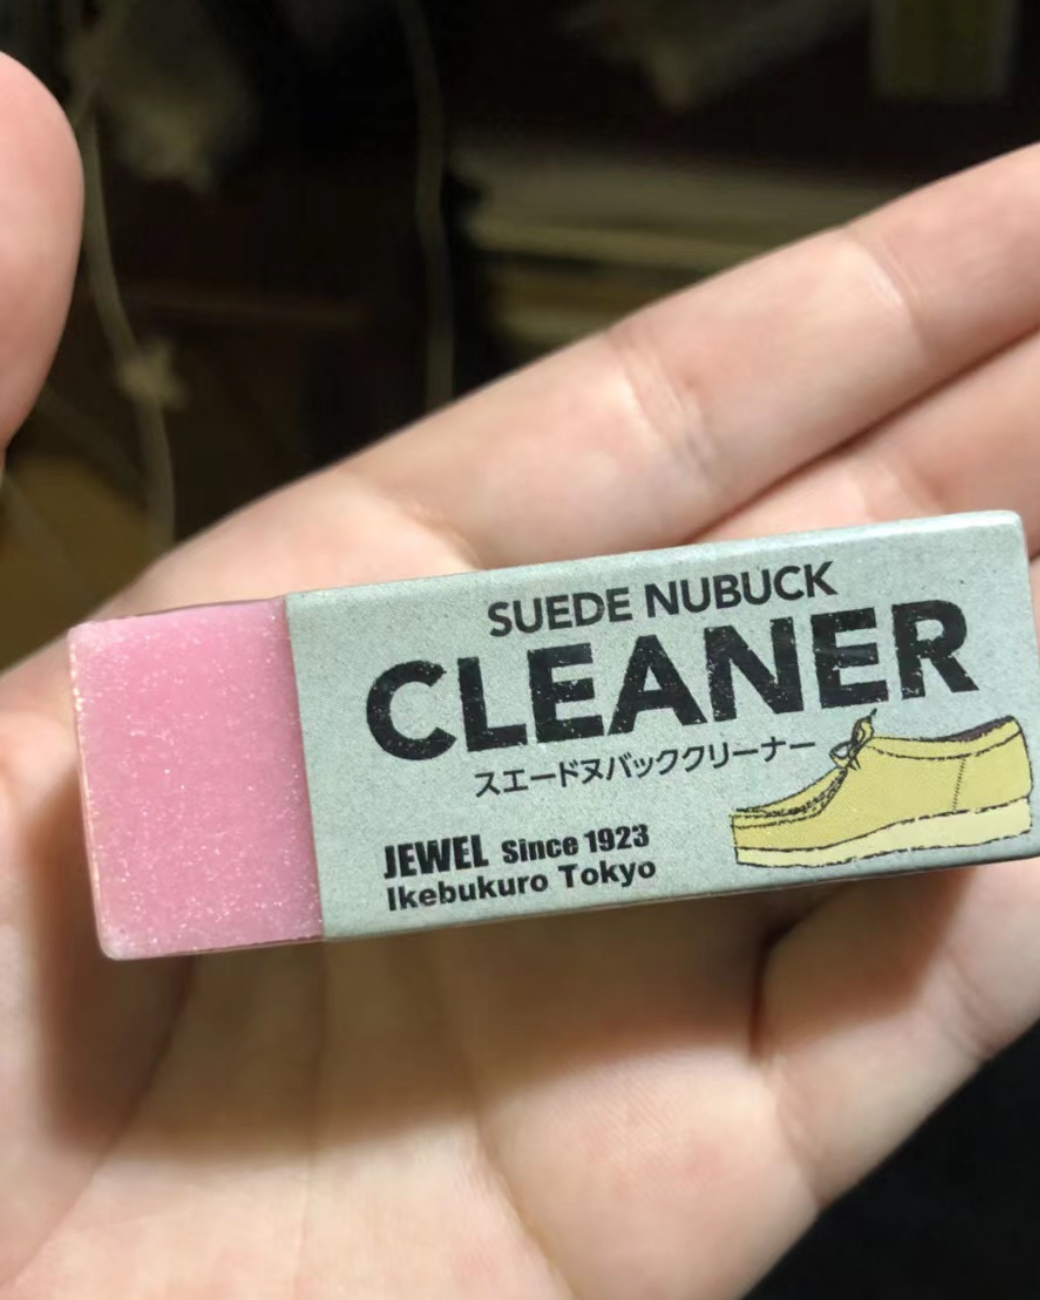 SUEDE NUBUCK
CLEANER
スエードヌバッククリーナー
JEWEL Since 1923
Ikebukuro Tokyo